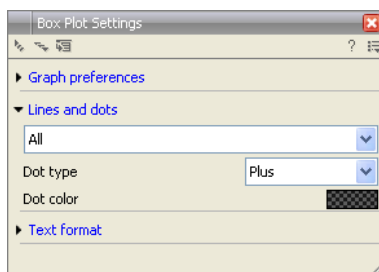 Box Plot Settings
?
Graph preferences
Lines and dots
All
Dot type Plus
Dot color
Text format